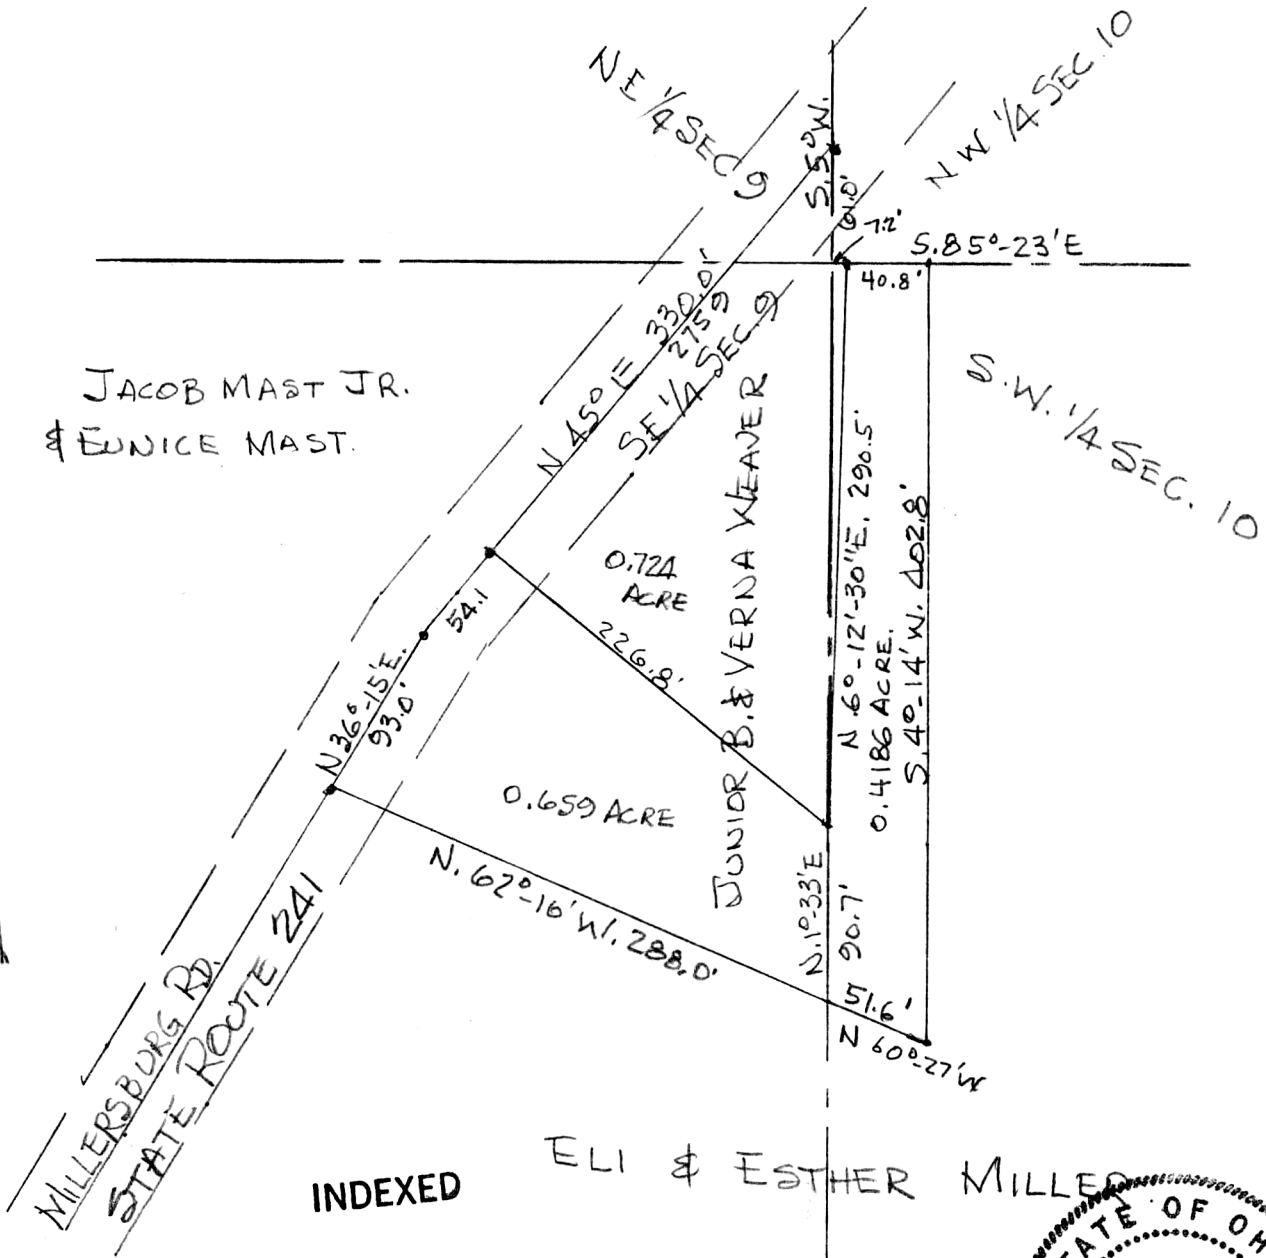 NE 1/4 SEC 9
NW 1/4 SEC. 10
S.5°W.
61.0'
7.2'
S.85°-23'E
40.8'
N 45° E 330.0'
275.9
SE 1/4 SEC. 9
JACOB MAST JR.
& EUNICE MAST.
S.W. 1/4 SEC. 10
JUNIOR B. & VERNA WEAVER
0.724
ACRE
226.8'
54.1
N 36°-15'E.
93.0'
N 6°-12'-30"E. 290.5'
0.4186 ACRE.
S.4°-14'W. 402.8'
0.659 ACRE
N. 62°-16'W. 288.0'
N.1°-33'E
90.7'
51.6'
N 60°-27'W
MILLERSBURG RD.
STATE ROUTE 241
INDEXED
ELI & ESTHER MILLER
ATE OF OH